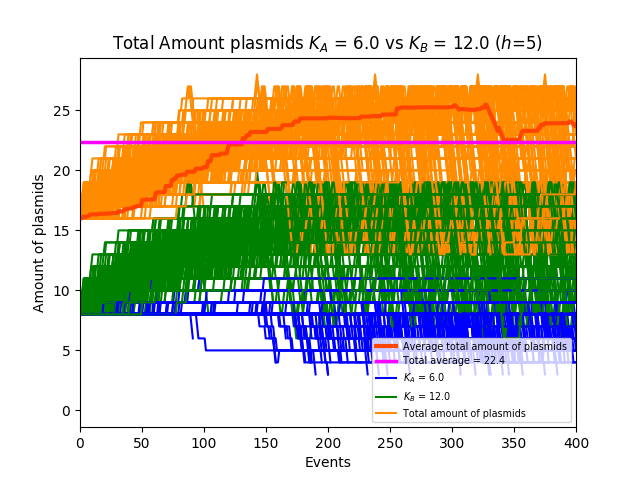 Total Amount plasmids K_A = 6.0 vs K_B = 12.0 (h=5)
Amount of plasmids
25
20
15
10
5
0
Average total amount of plasmids
Total average = 22.4
K_A = 6.0
K_B = 12.0
Total amount of plasmids
0 50 100 150 200 250 300 350 400
Events